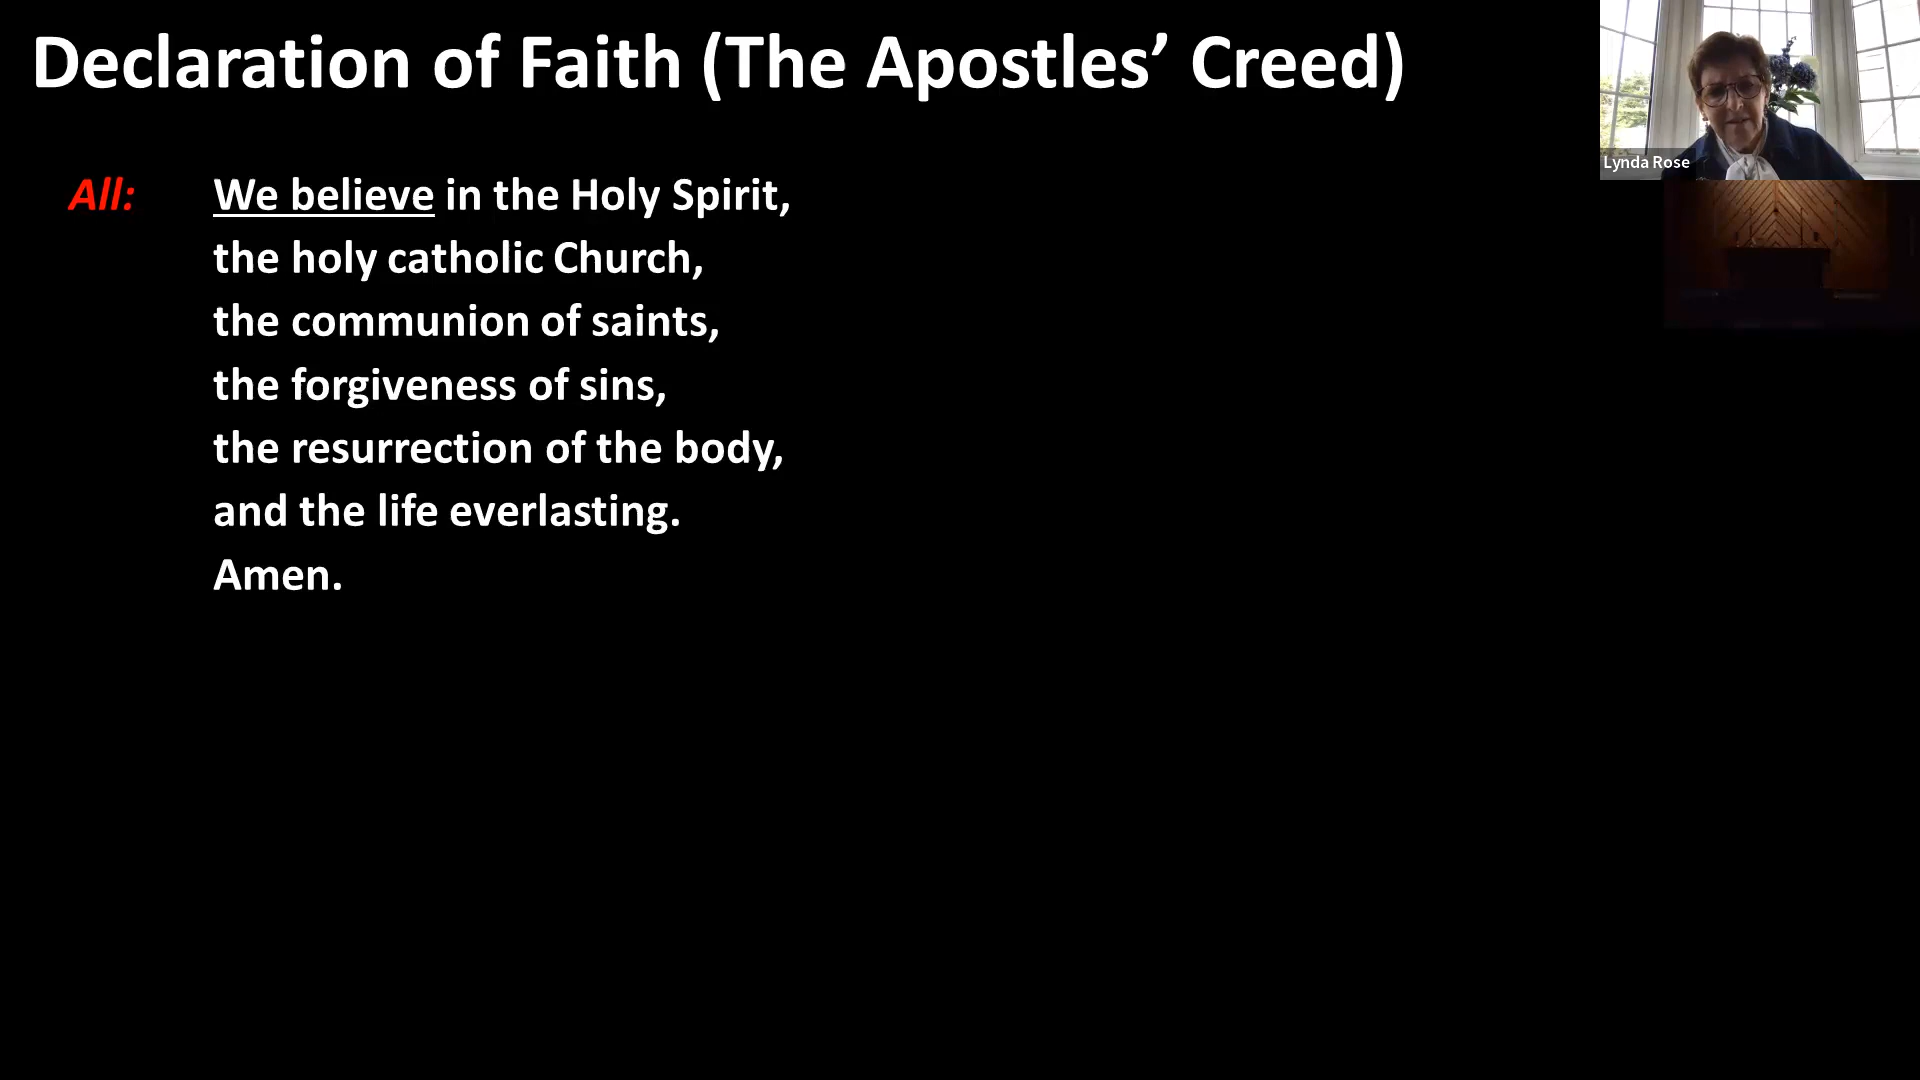 Declaration of Faith (The Apostles’ Creed)
All: We believe in the Holy Spirit,
the holy catholic Church,
the communion of saints,
the forgiveness of sins,
the resurrection of the body,
and the life everlasting.
Amen.
Lynda Rose